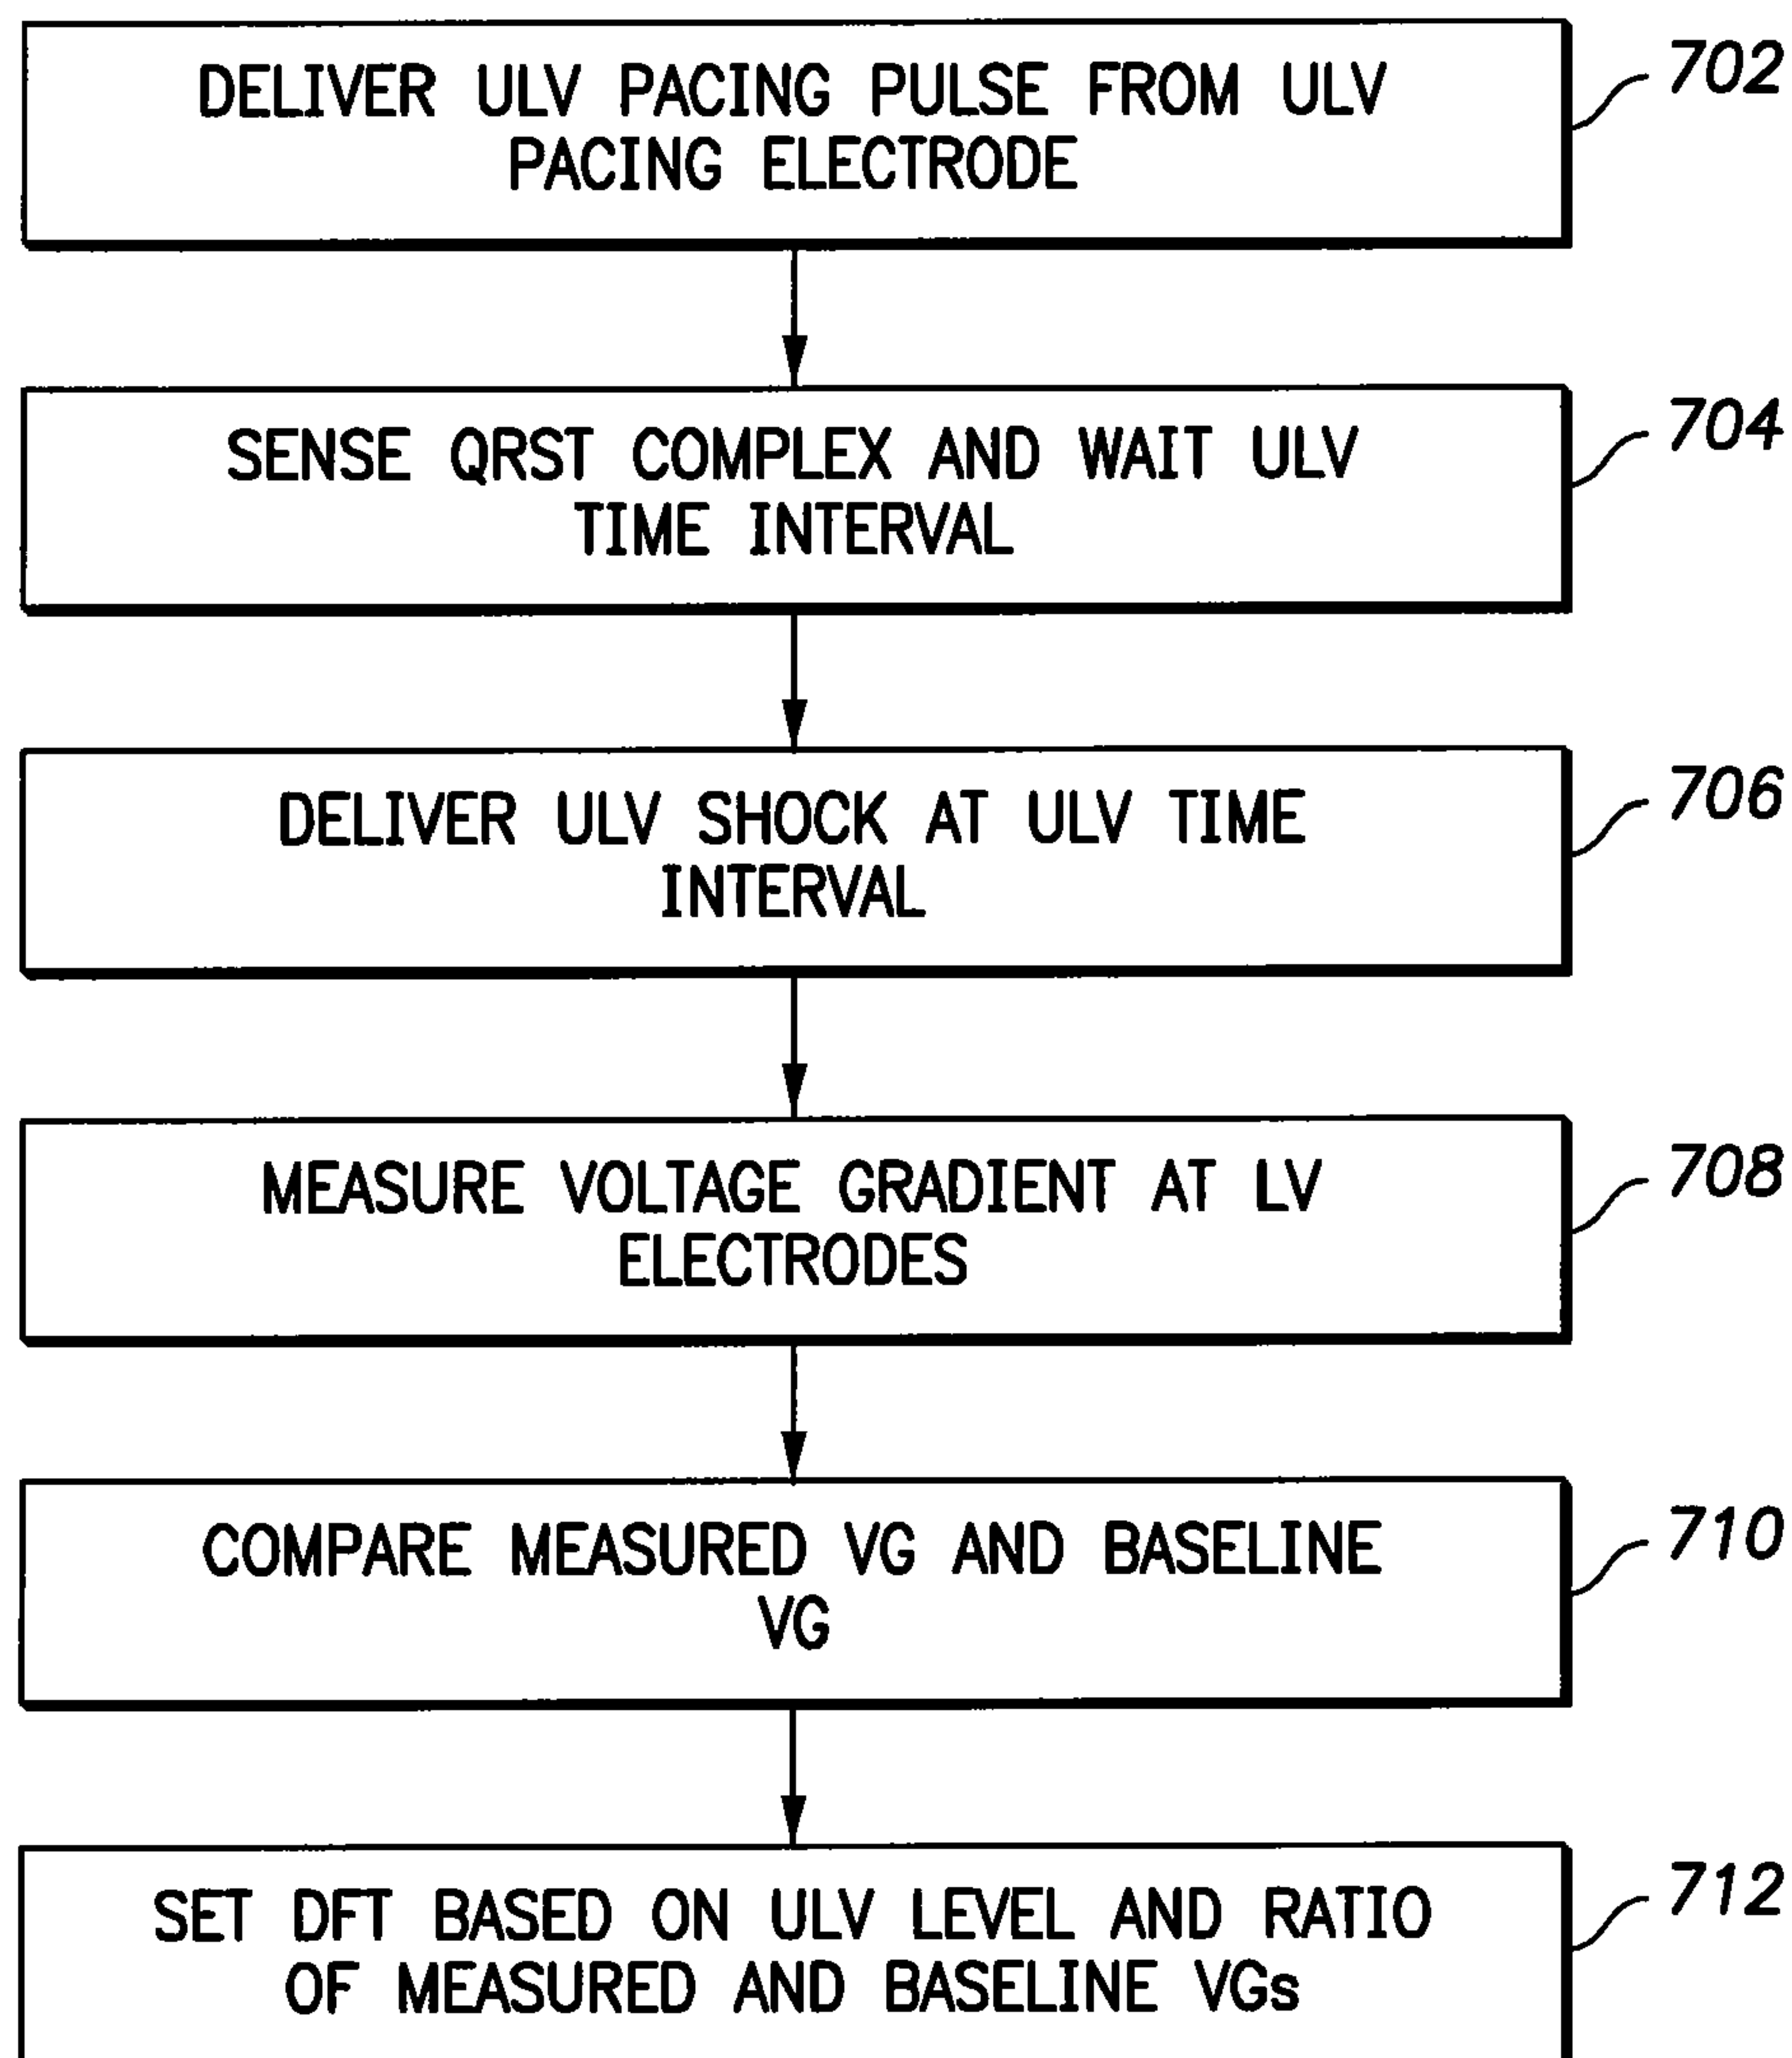 DELIVER ULV PACING PULSE FROM ULV
PACING ELECTRODE
702
SENSE QRST COMPLEX AND WAIT ULV
TIME INTERVAL
704
DELIVER ULV SHOCK AT ULV TIME
INTERVAL
706
MEASURE VOLTAGE GRADIENT AT LV
ELECTRODES
708
COMPARE MEASURED VG AND BASELINE
VG
710
SET DFT BASED ON ULV LEVEL AND RATIO
OF MEASURED AND BASELINE VGs
712